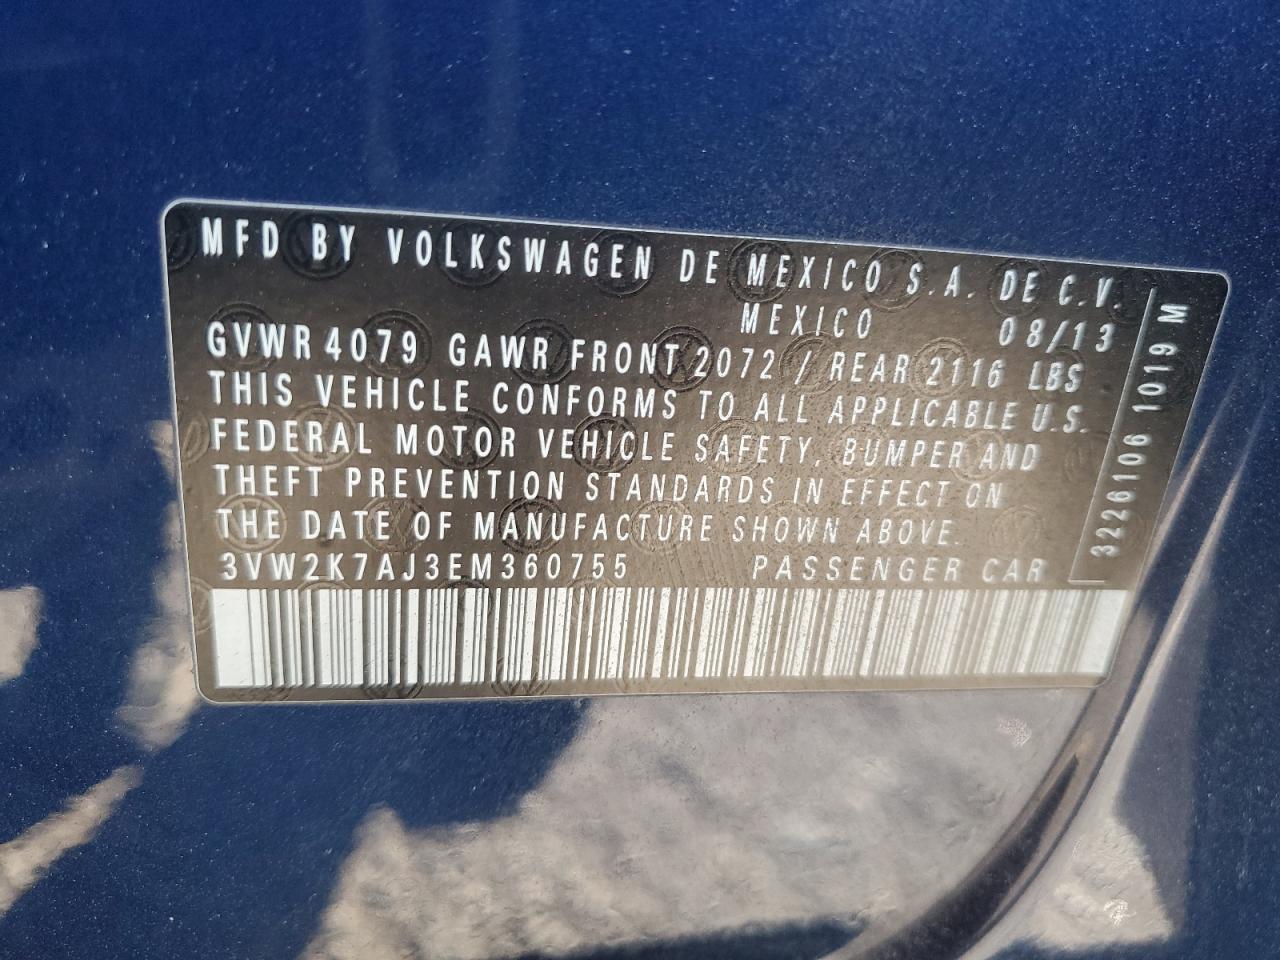 MFD BY VOLKSWAGEN DE MEXICO S.A. DE C.V.
MEXICO 08/13
GVWR 4079 GAWR FRONT 2072 / REAR 2116 LBS
THIS VEHICLE CONFORMS TO ALL APPLICABLE U.S.
FEDERAL MOTOR VEHICLE SAFETY, BUMPER AND
THEFT PREVENTION STANDARDS IN EFFECT ON
THE DATE OF MANUFACTURE SHOWN ABOVE.
3VW2K7AJ3EM360755 PASSENGER CAR
3226106 1019 M